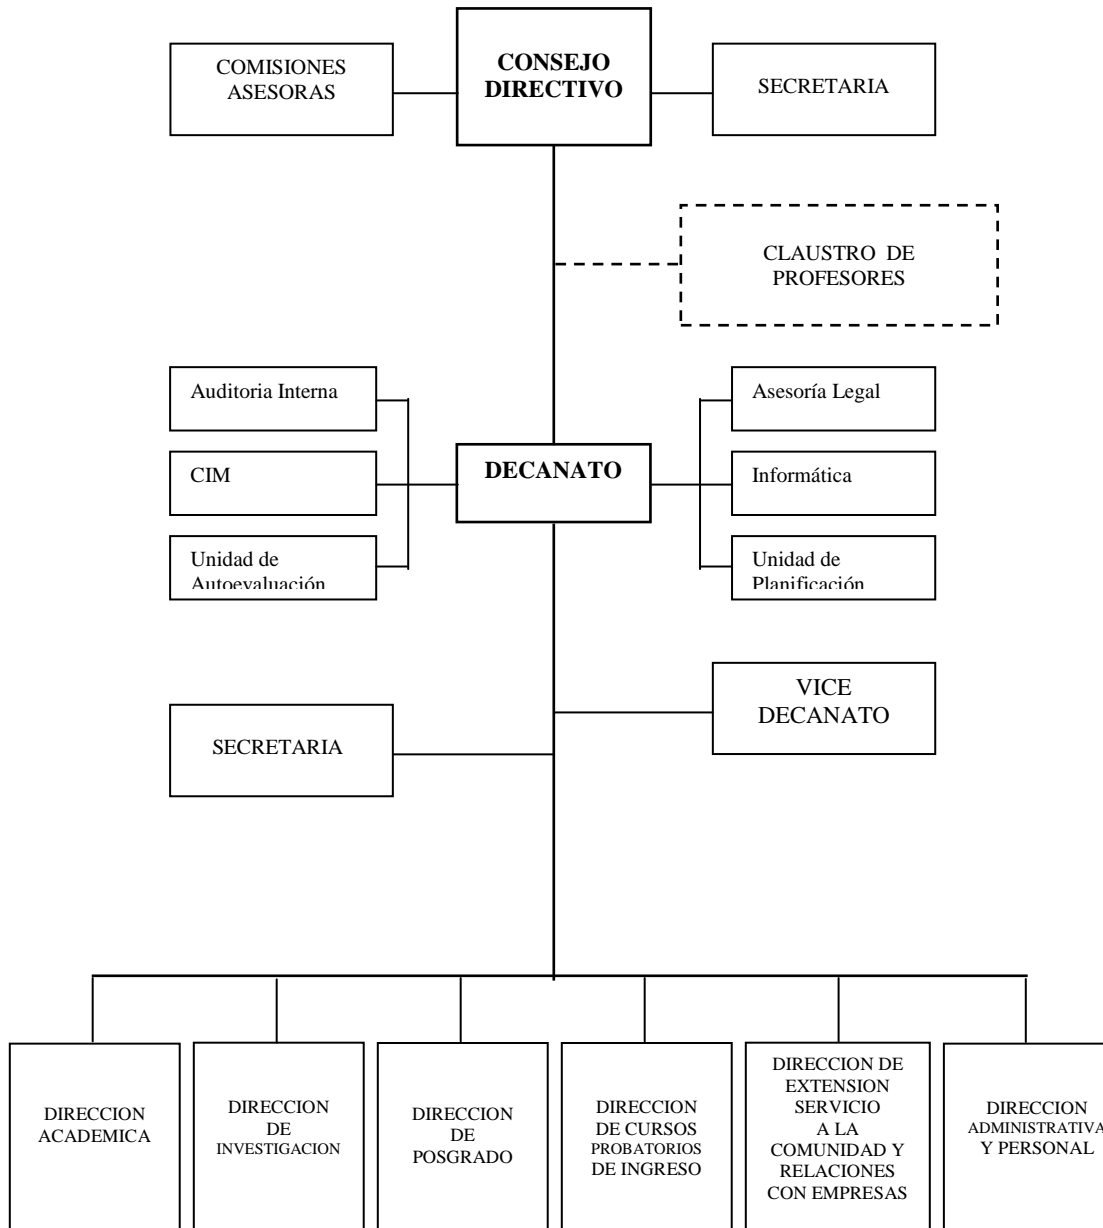 COMISIONES
ASESORAS
CONSEJO
DIRECTIVO
SECRETARIA
CLAUSTRO DE
PROFESORES
Auditoria Interna
Asesoría Legal
CIM
DECANATO
Informática
Unidad de
Autoevaluación
Unidad de
Planificación
VICE
DECANATO
SECRETARIA
DIRECCION
ACADEMICA
DIRECCION
DE
INVESTIGACION
DIRECCION
DE
POSGRADO
DIRECCION
DE CURSOS
PROBATORIOS
DE INGRESO
DIRECCION DE
EXTENSION
SERVICIO
A LA
COMUNIDAD Y
RELACIONES
CON EMPRESAS
DIRECCION
ADMINISTRATIVA
Y PERSONAL